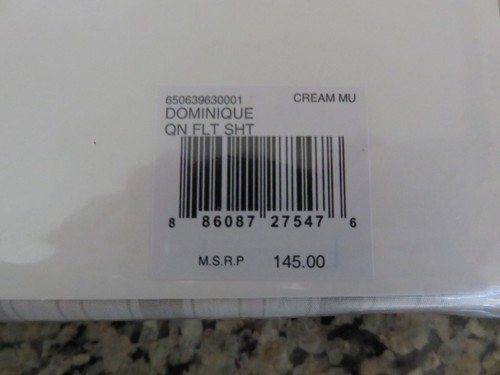 650639630001 CREAM MU
DOMINIQUE
QN FLT SHT
8 86087 27547 6
M.S.R.P 145.00